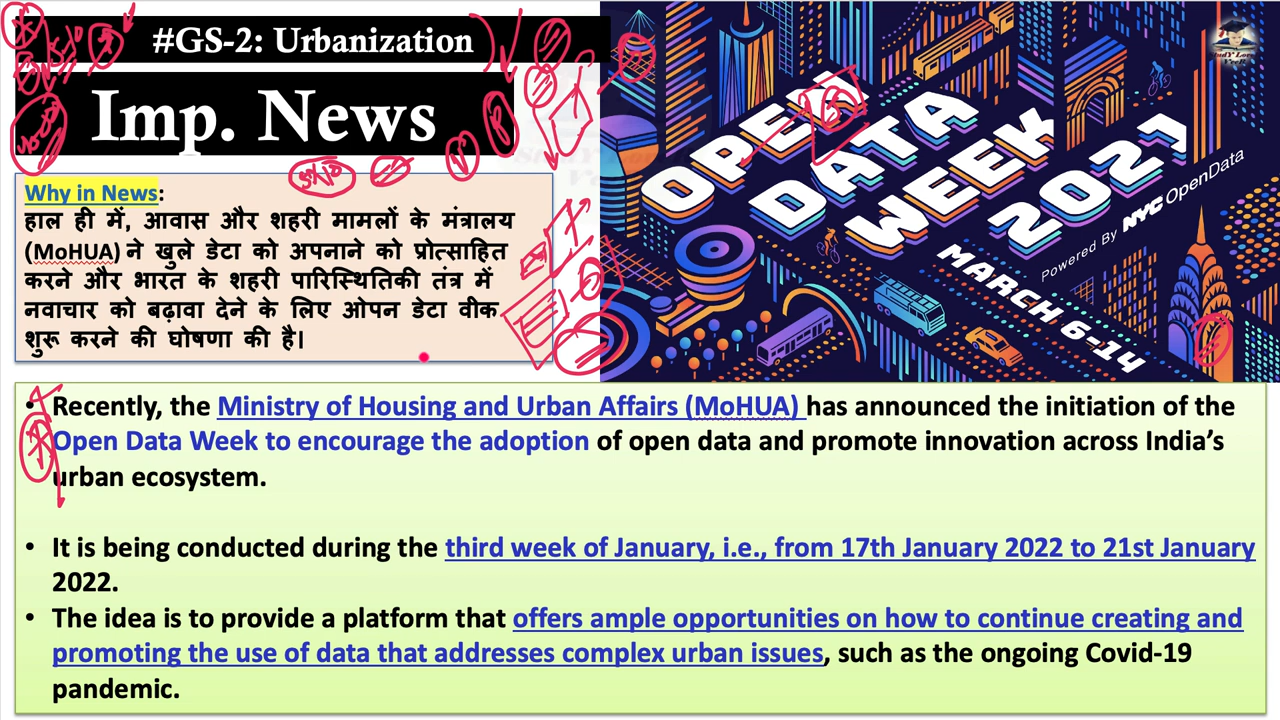 #GS-2: Urbanization
Imp. News
Why in News:
हाल ही में, आवास और शहरी मामलों के मंत्रालय
(MoHUA) ने खुले डेटा को अपनाने को प्रोत्साहित
करने और भारत के शहरी पारिस्थितिकी तंत्र में
नवाचार को बढ़ावा देने के लिए ओपन डेटा वीक
शुरू करने की घोषणा की है।
OPEN
DATA
WEEK
2021
Powered By NYC OpenData
MARCH 6-14
• Recently, the Ministry of Housing and Urban Affairs (MoHUA) has announced the initiation of the
Open Data Week to encourage the adoption of open data and promote innovation across India’s
urban ecosystem.
• It is being conducted during the third week of January, i.e., from 17th January 2022 to 21st January
2022.
• The idea is to provide a platform that offers ample opportunities on how to continue creating and
promoting the use of data that addresses complex urban issues, such as the ongoing Covid-19
pandemic.